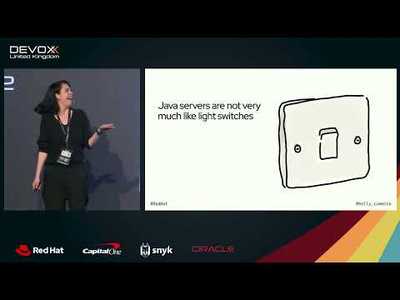 DEVOXX
United Kingdom
Java servers are not very
much like light switches
@holly_cummins
Red Hat
Capital One
snyk
ORACLE